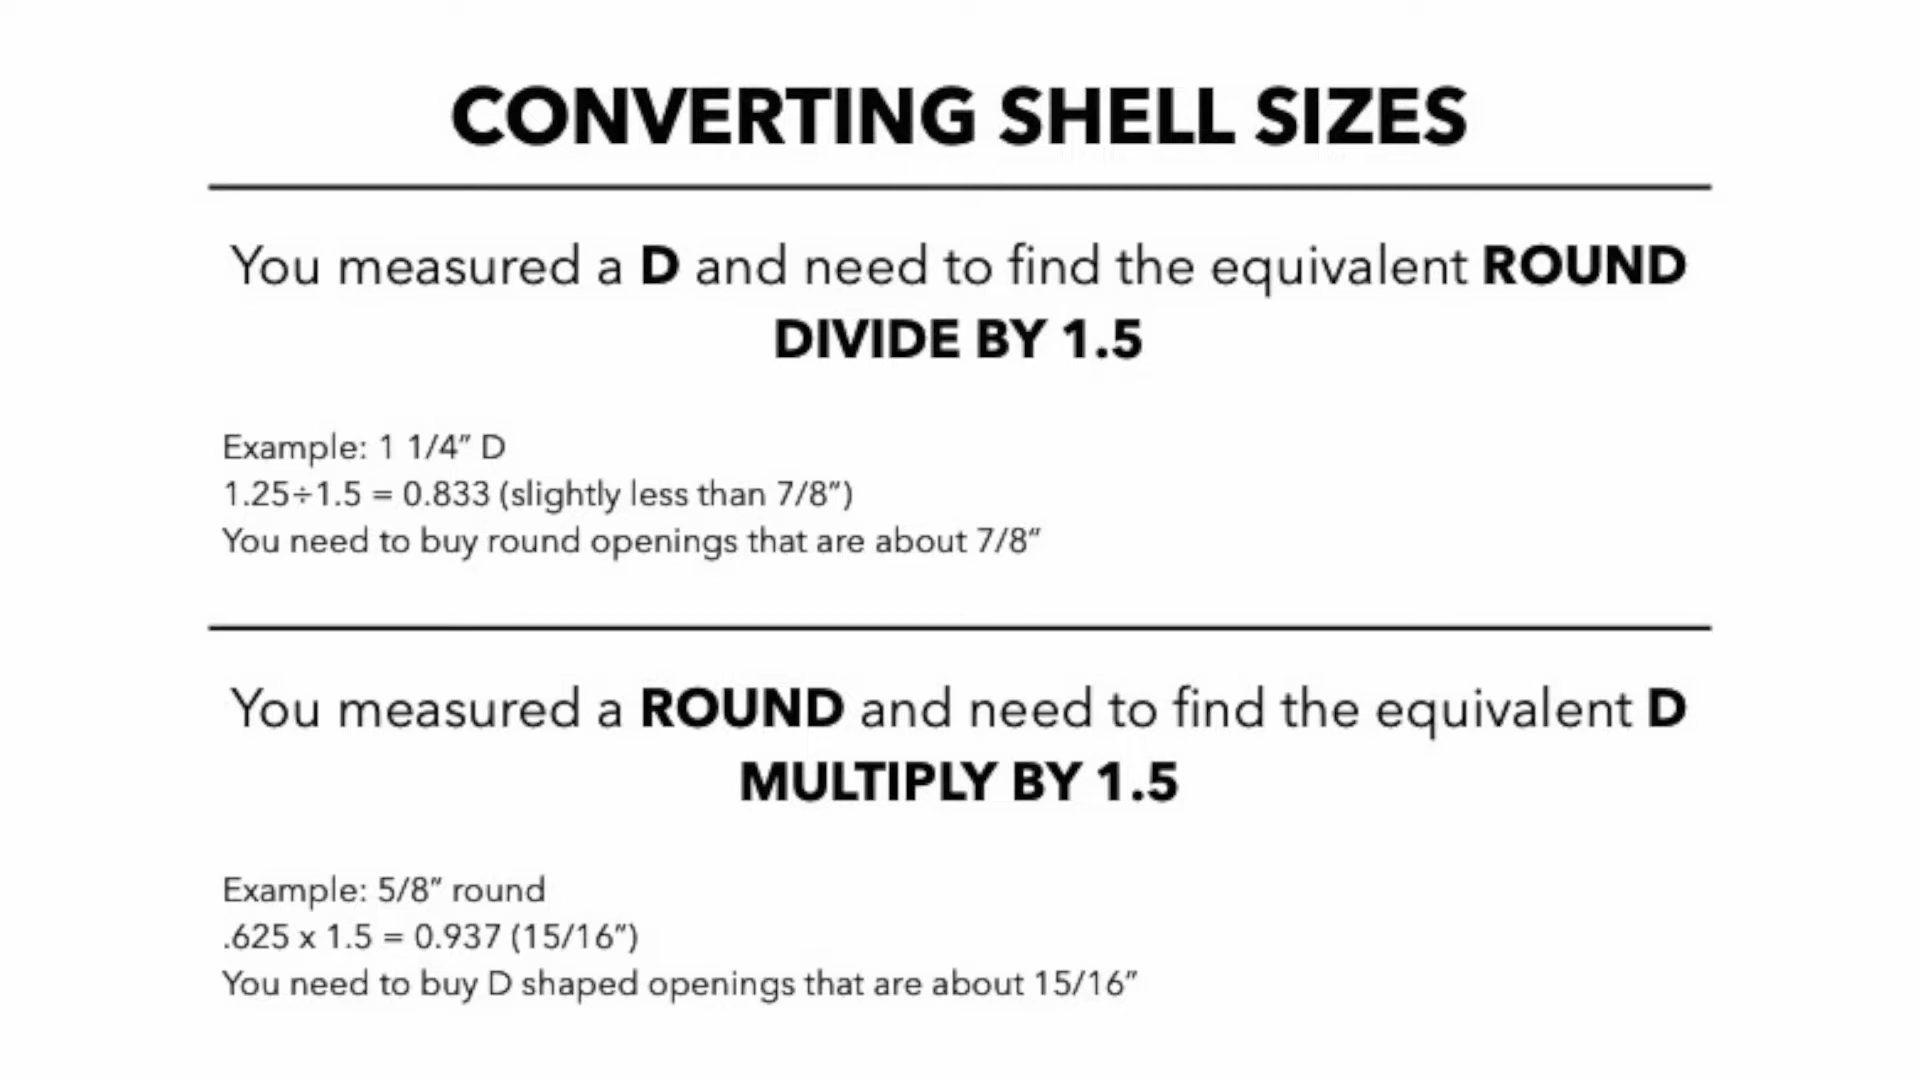 CONVERTING SHELL SIZES
You measured a D and need to find the equivalent ROUND
DIVIDE BY 1.5
Example: 1 1/4” D
1.25÷1.5 = 0.833 (slightly less than 7/8”)
You need to buy round openings that are about 7/8”
You measured a ROUND and need to find the equivalent D
MULTIPLY BY 1.5
Example: 5/8” round
.625 x 1.5 = 0.937 (15/16”)
You need to buy D shaped openings that are about 15/16”